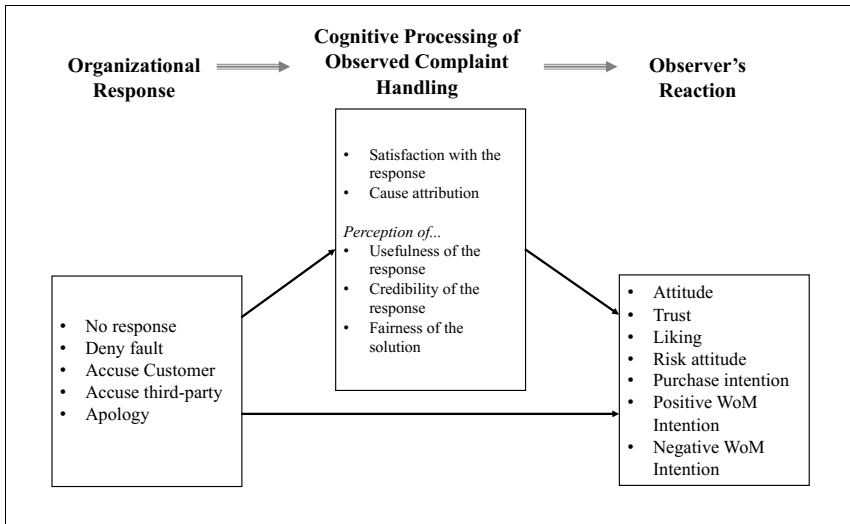 Organizational
Response
Cognitive Processing of
Observed Complaint
Handling
Observer's
Reaction
• Satisfaction with the
response
• Cause attribution
Perception of...
• Usefulness of the
response
• Credibility of the
response
• Fairness of the
solution
• No response
• Deny fault
• Accuse Customer
• Accuse third-party
• Apology
• Attitude
• Trust
• Liking
• Risk attitude
• Purchase intention
• Positive WoM
Intention
• Negative WoM
Intention